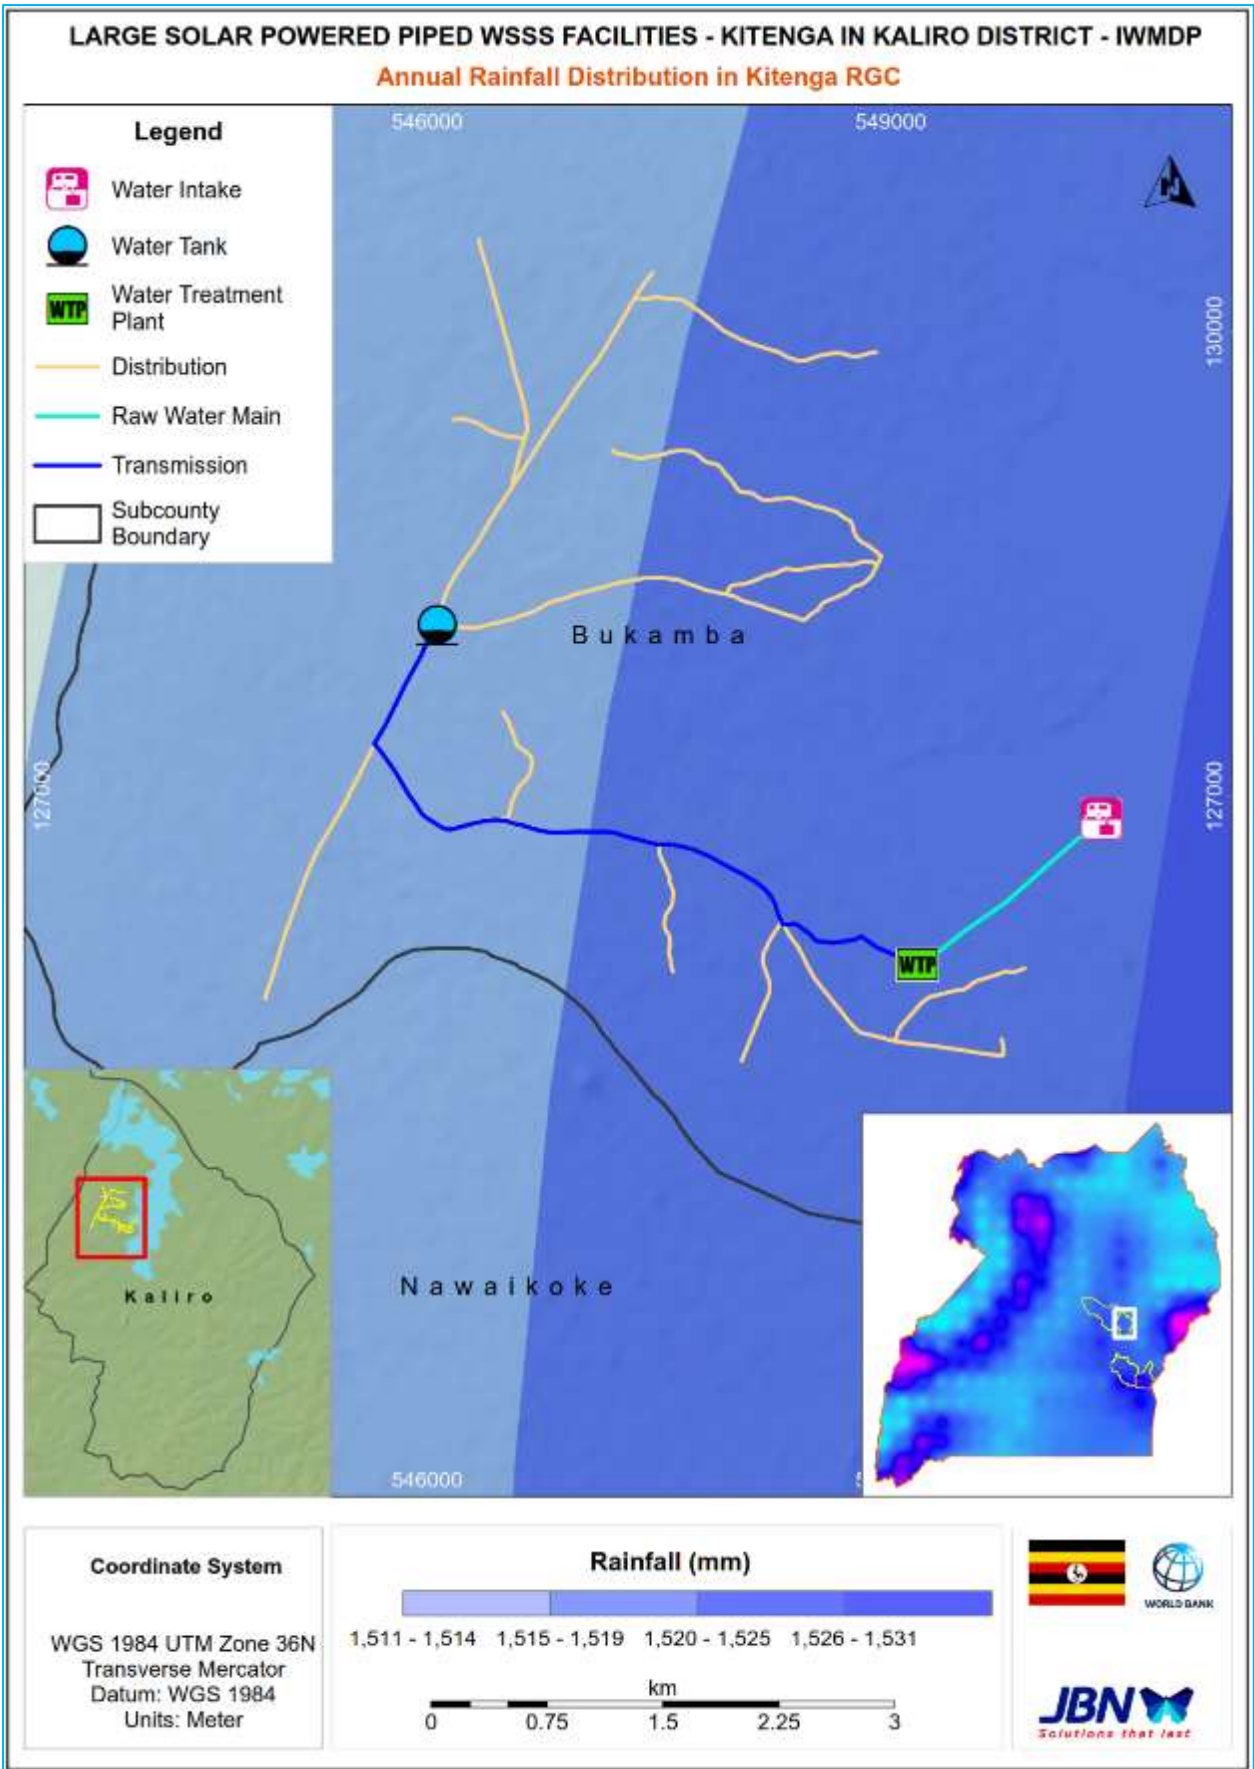 LARGE SOLAR POWERED PIPED WSSS FACILITIES - KITENGA IN KALIRO DISTRICT - IWMDP
Annual Rainfall Distribution in Kitenga RGC
Legend
Water Intake
Water Tank
WTP
Water Treatment
Plant
Distribution
Raw Water Main
Transmission
Subcounty
Boundary
546000
549000
N
130000
127000
127000
Bukamba
WTP
Nawaikoke
Kaliro
546000
Coordinate System
WGS 1984 UTM Zone 36N
Transverse Mercator
Datum: WGS 1984
Units: Meter
Rainfall (mm)
1,511 - 1,514 1,515 - 1,519 1,520 - 1,525 1,526 - 1,531
km
0 0.75 1.5 2.25 3
WORLD BANK
JBN
Solutions that last